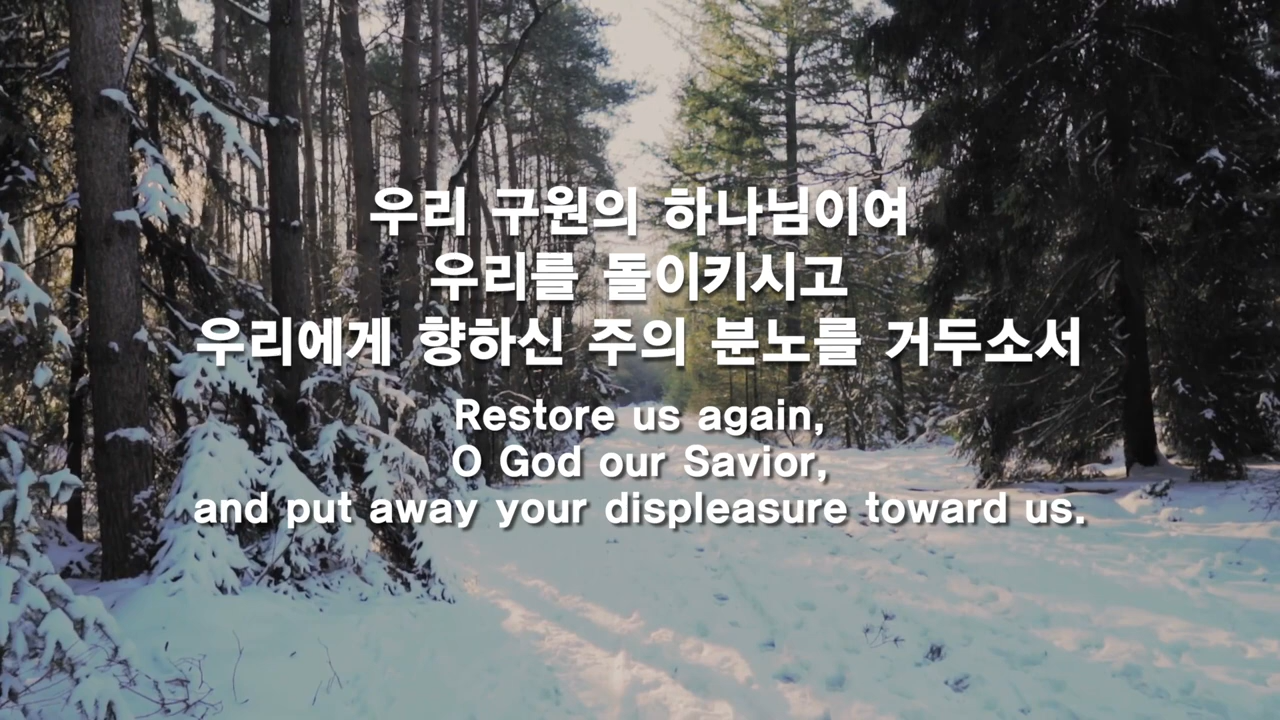 우리 구원의 하나님이여
우리를 돌이키시고
우리에게 향하신 주의 분노를 거두소서
Restore us again,
O God our Savior,
and put away your displeasure toward us.